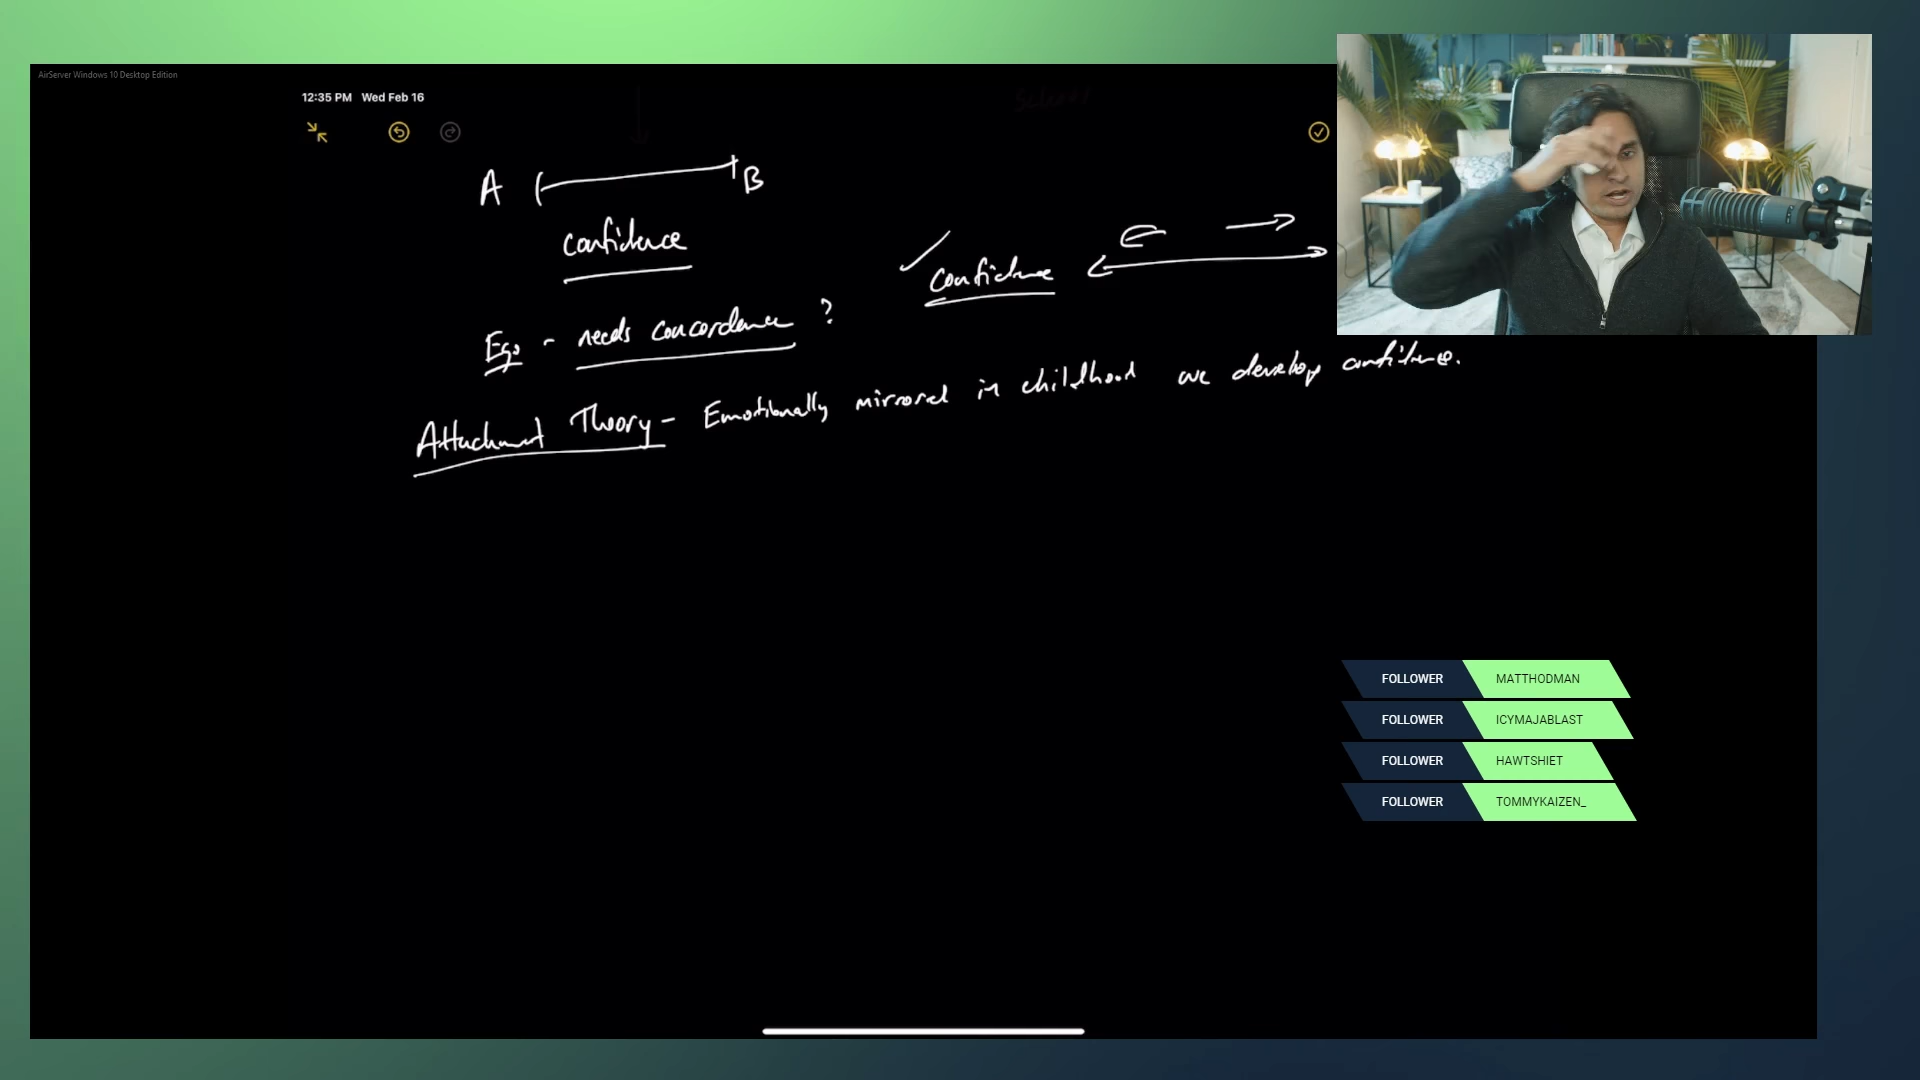 AirServer Windows 10 Desktop Edition
12:35 PM Wed Feb 16
A B
confidence
confidence
Ego - needs concordance ?
Attachment Theory - Emotionally mirrored in childhood we develop confidence.
FOLLOWER MATTHODMAN
FOLLOWER ICYMAJABLAST
FOLLOWER HAWTSHIET
FOLLOWER TOMMYKAIZEN_